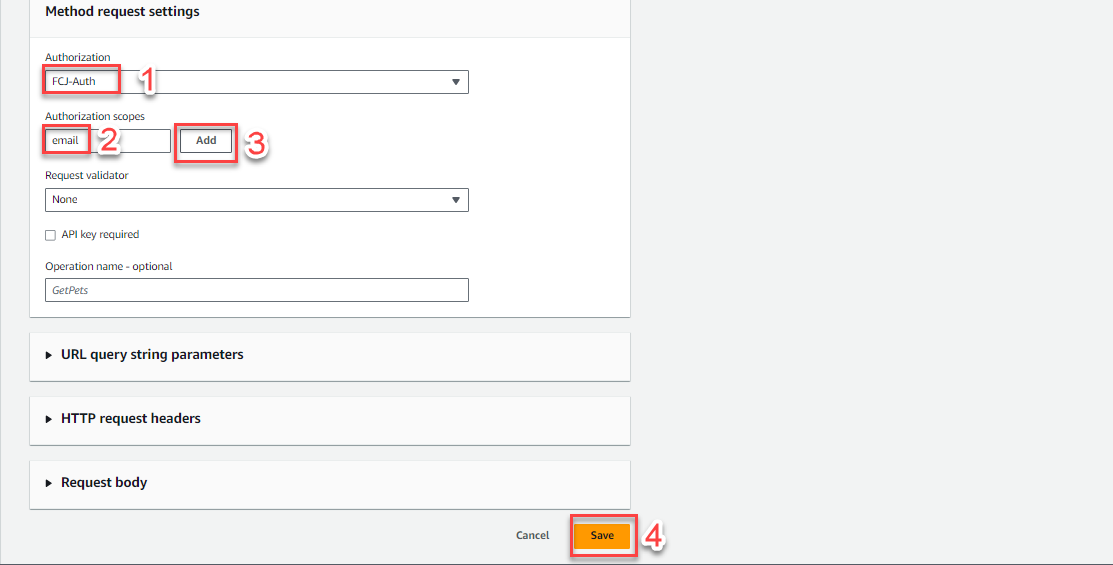 Method request settings
Authorization
FCJ-Auth 1
Authorization scopes
email 2 Add 3
Request validator
None
API key required
Operation name - optional
GetPets
URL query string parameters
HTTP request headers
Request body
Cancel Save 4